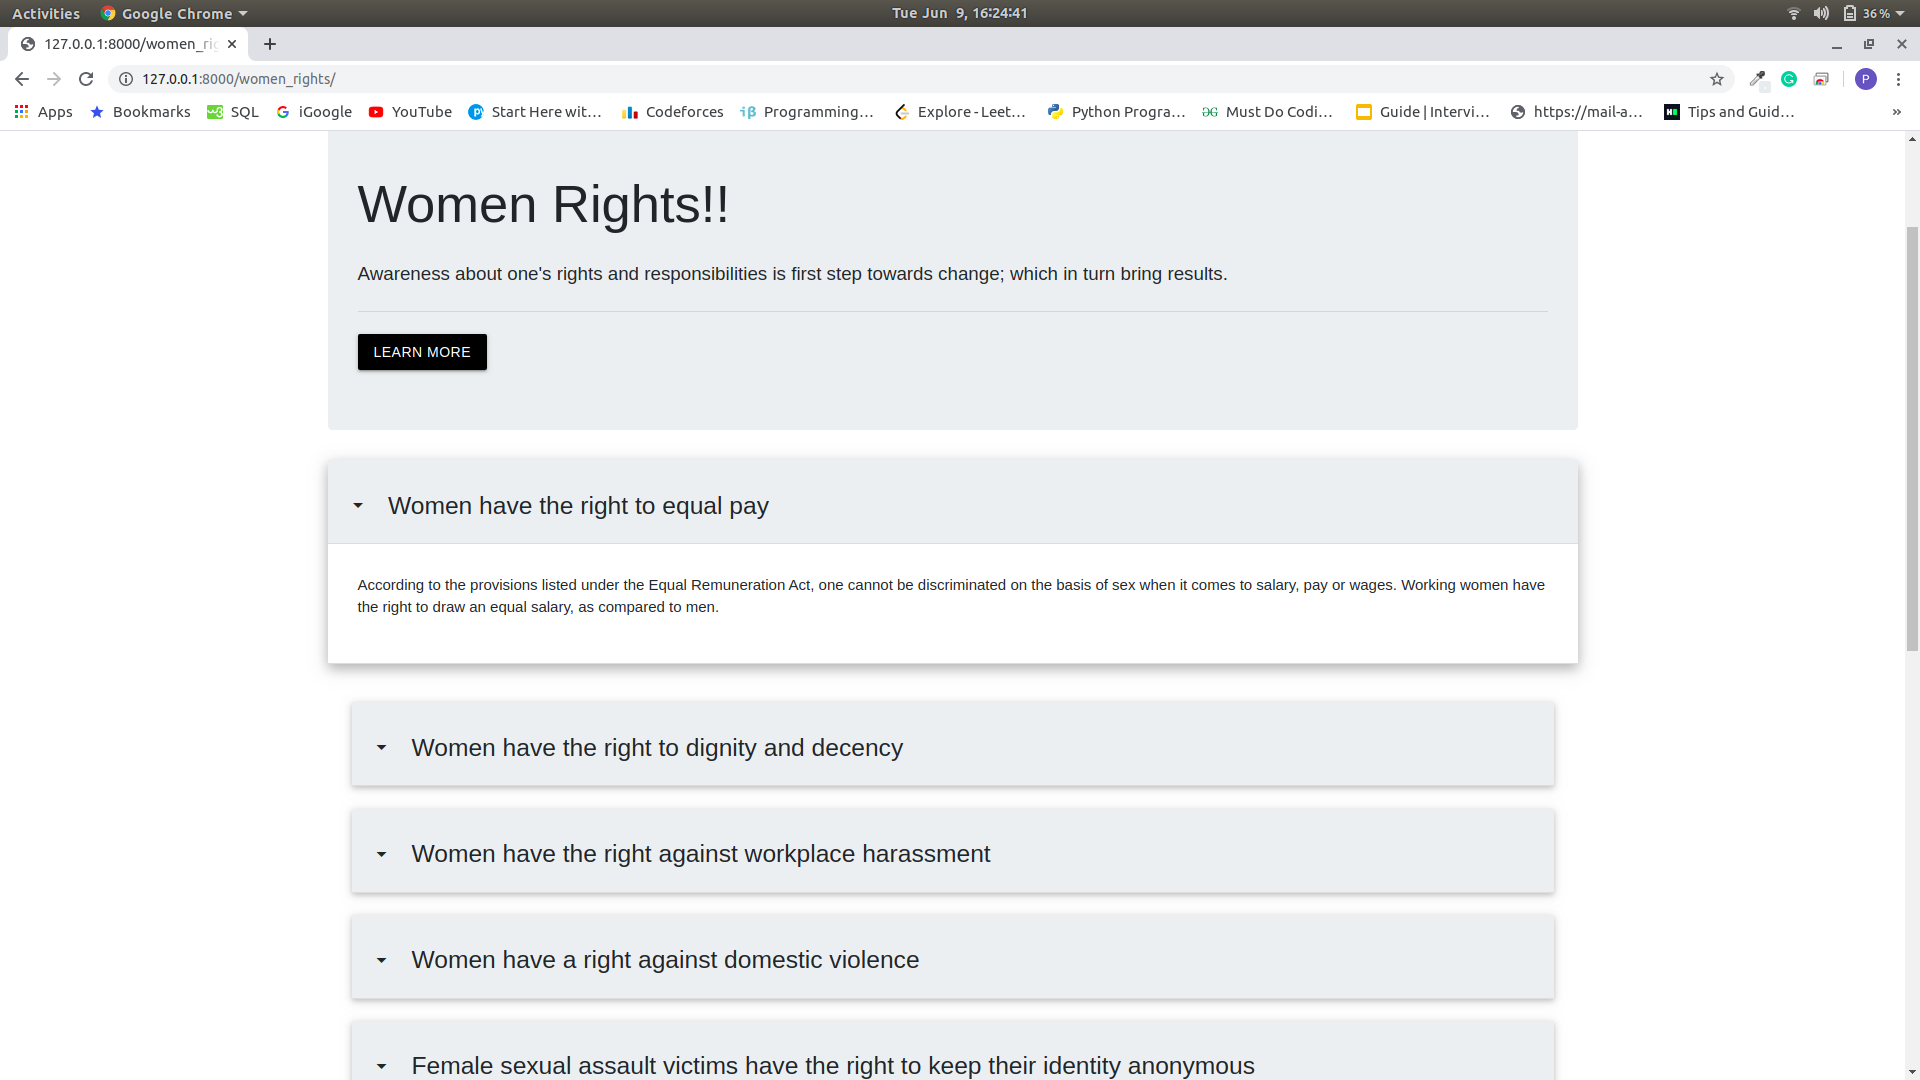 Activities Google Chrome Tue Jun 9, 16:24:41 36%
127.0.0.1:8000/women_rig
127.0.0.1:8000/women_rights/ P
Apps Bookmarks SQL iGoogle YouTube Start Here wit… Codeforces Programming… Explore - Leet… Python Progra… Must Do Codi… Guide | Intervi… https://mail-a… Tips and Guid… »
Women Rights!!
Awareness about one's rights and responsibilities is first step towards change; which in turn bring results.
LEARN MORE
Women have the right to equal pay
According to the provisions listed under the Equal Remuneration Act, one cannot be discriminated on the basis of sex when it comes to salary, pay or wages. Working women have
the right to draw an equal salary, as compared to men.
Women have the right to dignity and decency
Women have the right against workplace harassment
Women have a right against domestic violence
Female sexual assault victims have the right to keep their identity anonymous